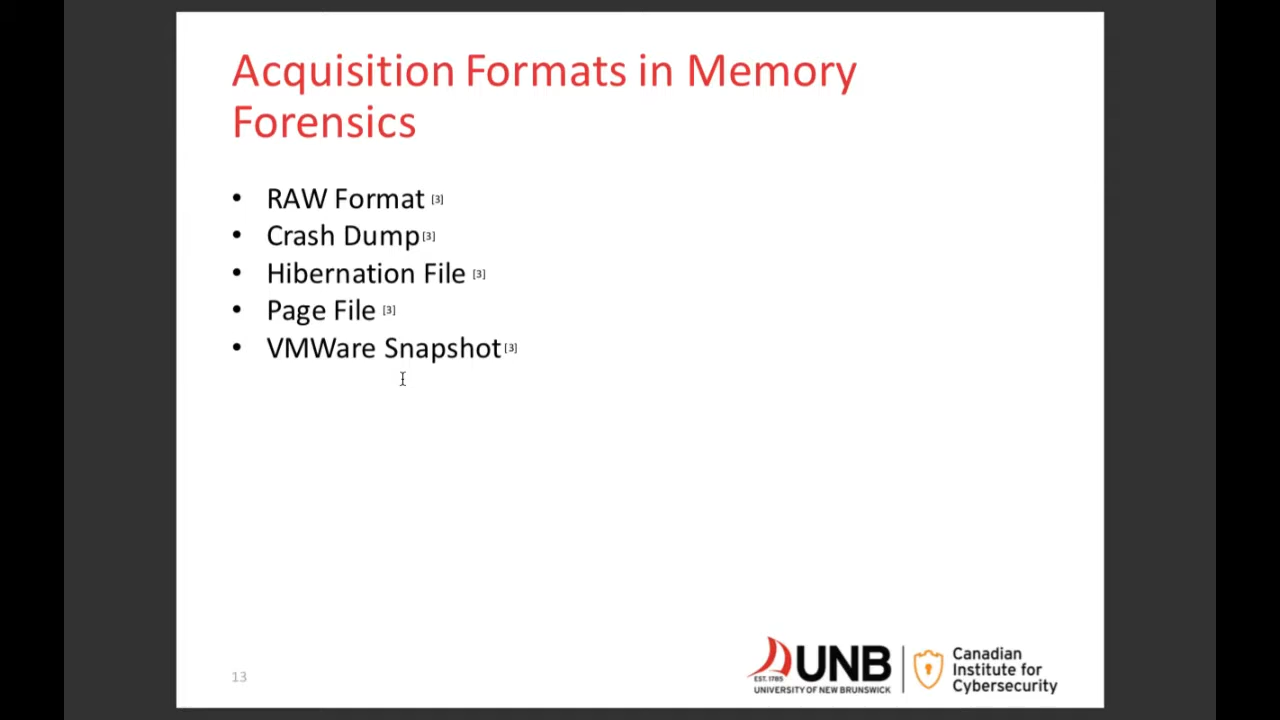 Acquisition Formats in Memory
Forensics
• RAW Format [3]
• Crash Dump[3]
• Hibernation File [3]
• Page File [3]
• VMWare Snapshot[3]
13
EST. 1785
UNB
UNIVERSITY OF NEW BRUNSWICK
Canadian
Institute for
Cybersecurity